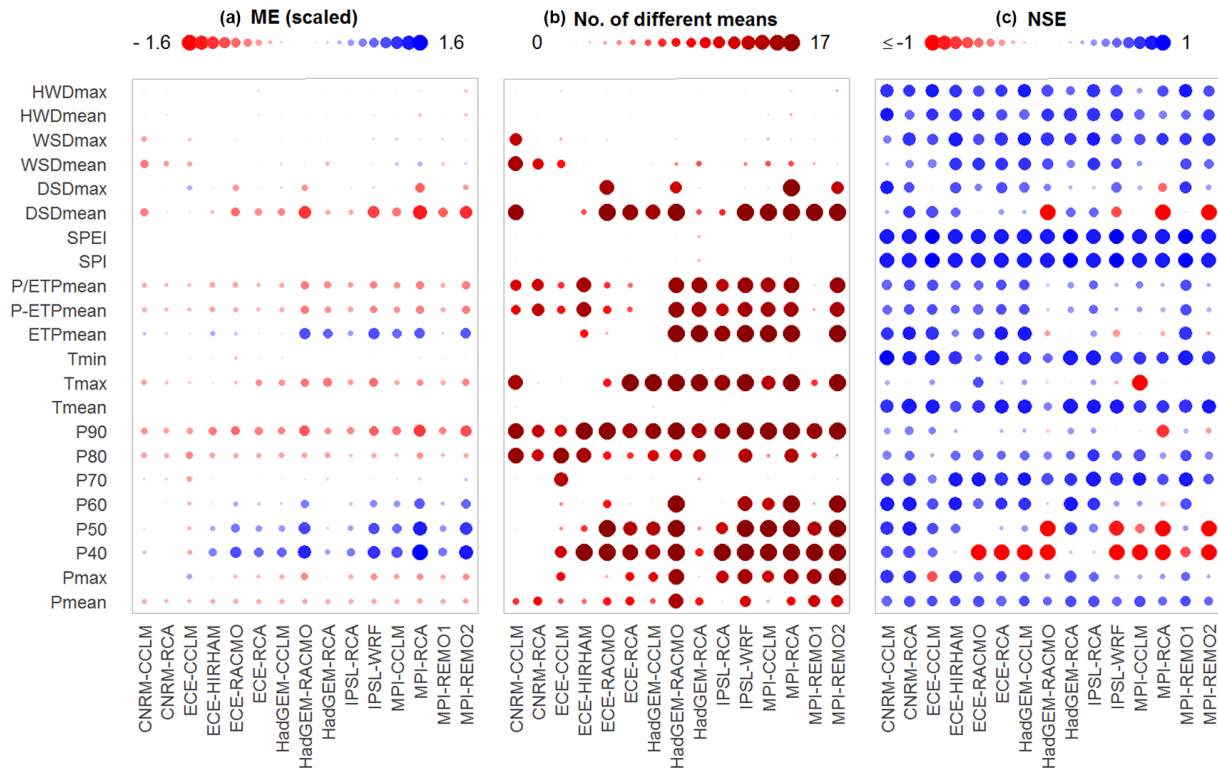 (a) ME (scaled)
- 1.6 1.6
(b) No. of different means
0 17
(c) NSE
≤ -1 1
HWDmax
HWDmean
WSDmax
WSDmean
DSDmax
DSDmean
SPEI
SPI
P/ETPmean
P-ETPmean
ETPmean
Tmin
Tmax
Tmean
P90
P80
P70
P60
P50
P40
Pmax
Pmean
CNRM-CCLM
CNRM-RCA
ECE-CCLM
ECE-HIRHAM
ECE-RACMO
ECE-RCA
HadGEM-CCLM
HadGEM-RACMO
HadGEM-RCA
IPSL-RCA
IPSL-WRF
MPI-CCLM
MPI-RCA
MPI-REMO1
MPI-REMO2
CNRM-CCLM
CNRM-RCA
ECE-CCLM
ECE-HIRHAM
ECE-RACMO
ECE-RCA
HadGEM-CCLM
HadGEM-RACMO
HadGEM-RCA
IPSL-RCA
IPSL-WRF
MPI-CCLM
MPI-RCA
MPI-REMO1
MPI-REMO2
CNRM-CCLM
CNRM-RCA
ECE-CCLM
ECE-HIRHAM
ECE-RACMO
ECE-RCA
HadGEM-CCLM
HadGEM-RACMO
HadGEM-RCA
IPSL-RCA
IPSL-WRF
MPI-CCLM
MPI-RCA
MPI-REMO1
MPI-REMO2